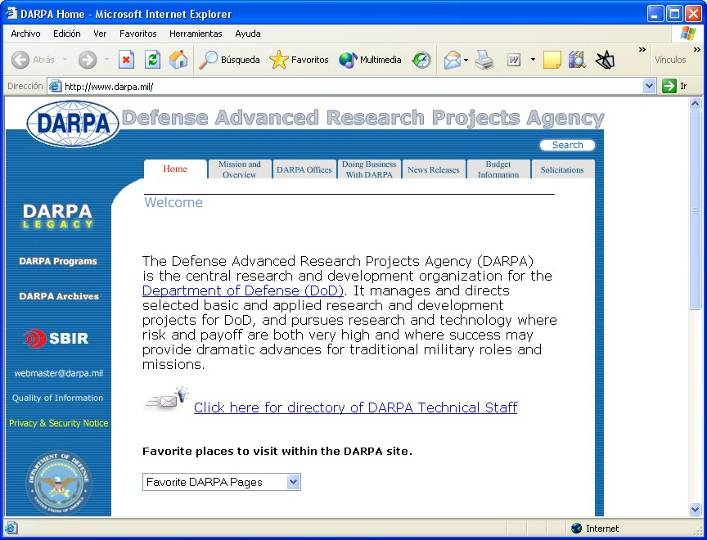 DARPA Home - Microsoft Internet Explorer
Archivo Edición Ver Favoritos Herramientas Ayuda
Atrás Búsqueda Favoritos Multimedia Vínculos
Dirección http://www.darpa.mil/ Ir
DARPA Defense Advanced Research Projects Agency
Search
Home Mission and Overview DARPA Offices Doing Business With DARPA News Releases Budget Information Solicitations
Welcome
DARPA
LEGACY
DARPA Programs
DARPA Archives
SBIR
webmaster@darpa.mil
Quality of Information
Privacy & Security Notice
The Defense Advanced Research Projects Agency (DARPA)
is the central research and development organization for the
Department of Defense (DoD). It manages and directs
selected basic and applied research and development
projects for DoD, and pursues research and technology where
risk and payoff are both very high and where success may
provide dramatic advances for traditional military roles and
missions.
Click here for directory of DARPA Technical Staff
Favorite places to visit within the DARPA site.
Favorite DARPA Pages
DEPARTMENT OF DEFENSE
Internet